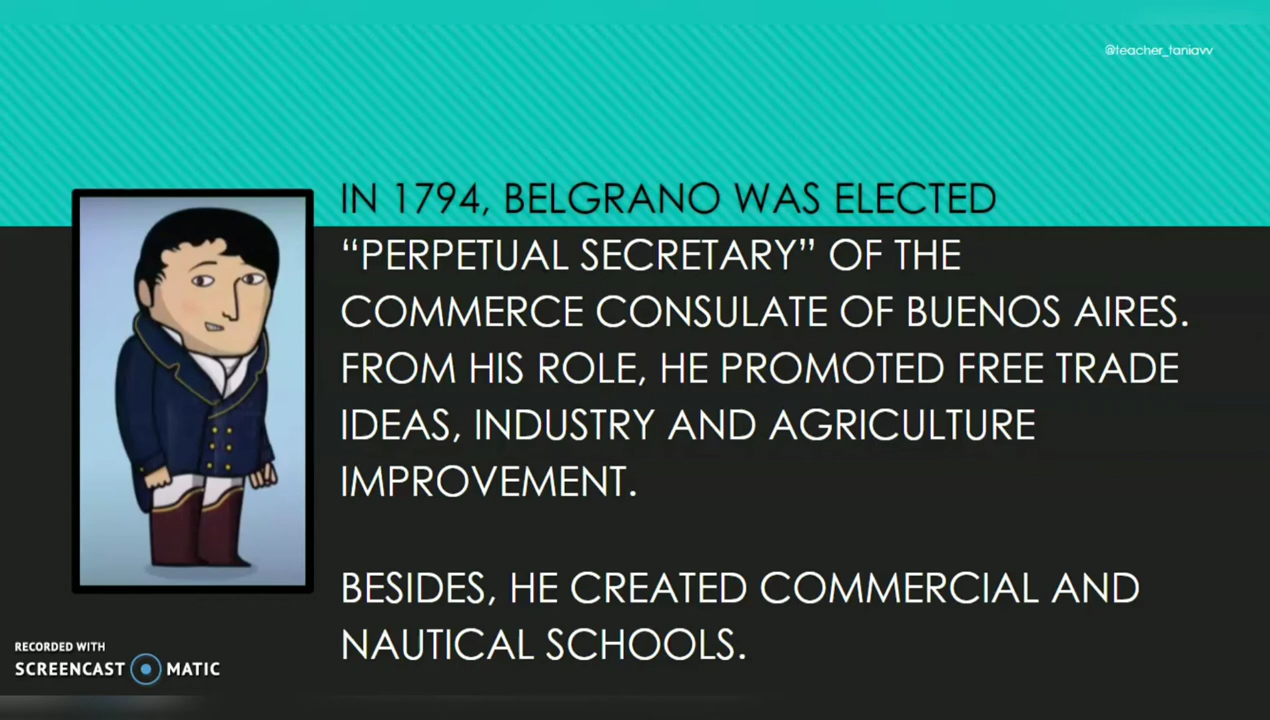 @teacher_taniavv
IN 1794, BELGRANO WAS ELECTED
“PERPETUAL SECRETARY” OF THE
COMMERCE CONSULATE OF BUENOS AIRES.
FROM HIS ROLE, HE PROMOTED FREE TRADE
IDEAS, INDUSTRY AND AGRICULTURE
IMPROVEMENT.
BESIDES, HE CREATED COMMERCIAL AND
NAUTICAL SCHOOLS.
RECORDED WITH
SCREENCAST MATIC